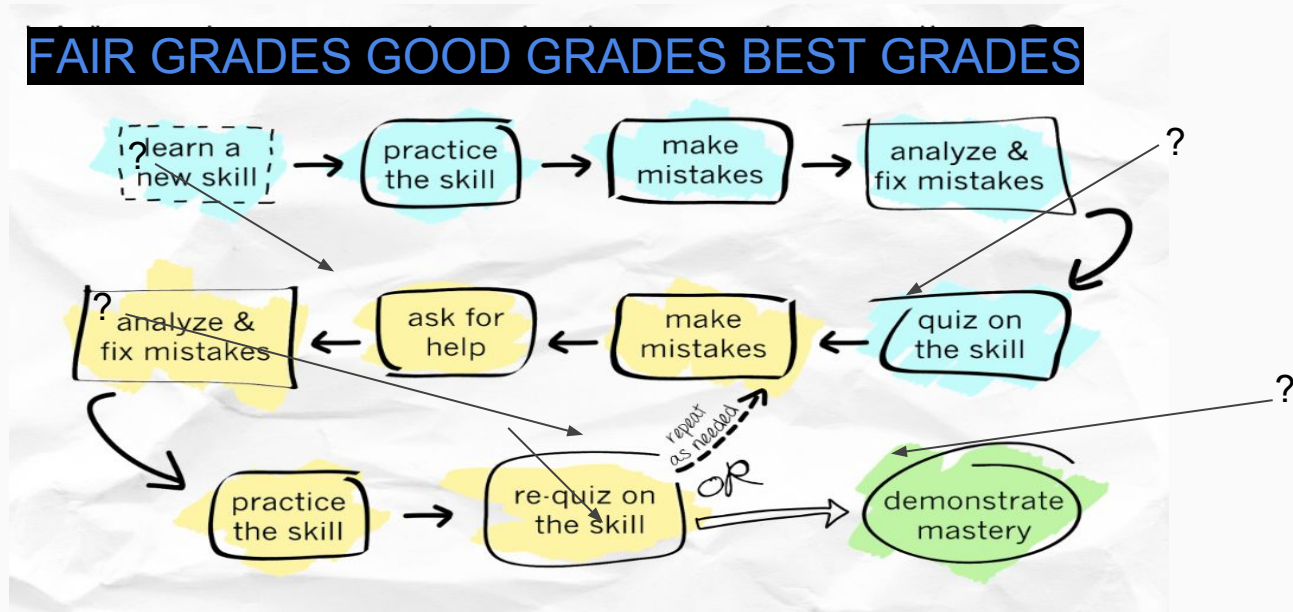 FAIR GRADES GOOD GRADES BEST GRADES
?
learn a
new skill
practice
the skill
make
mistakes
analyze &
fix mistakes
?
?
analyze &
fix mistakes
ask for
help
make
mistakes
quiz on
the skill
?
repeat
as needed
practice
the skill
re-quiz on
the skill
OR
demonstrate
mastery